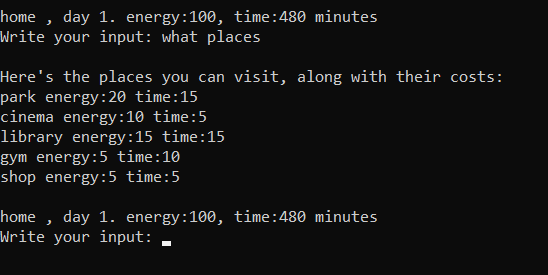 home , day 1. energy:100, time:480 minutes
Write your input: what places
Here's the places you can visit, along with their costs:
park energy:20 time:15
cinema energy:10 time:5
library energy:15 time:15
gym energy:5 time:10
shop energy:5 time:5
home , day 1. energy:100, time:480 minutes
Write your input: